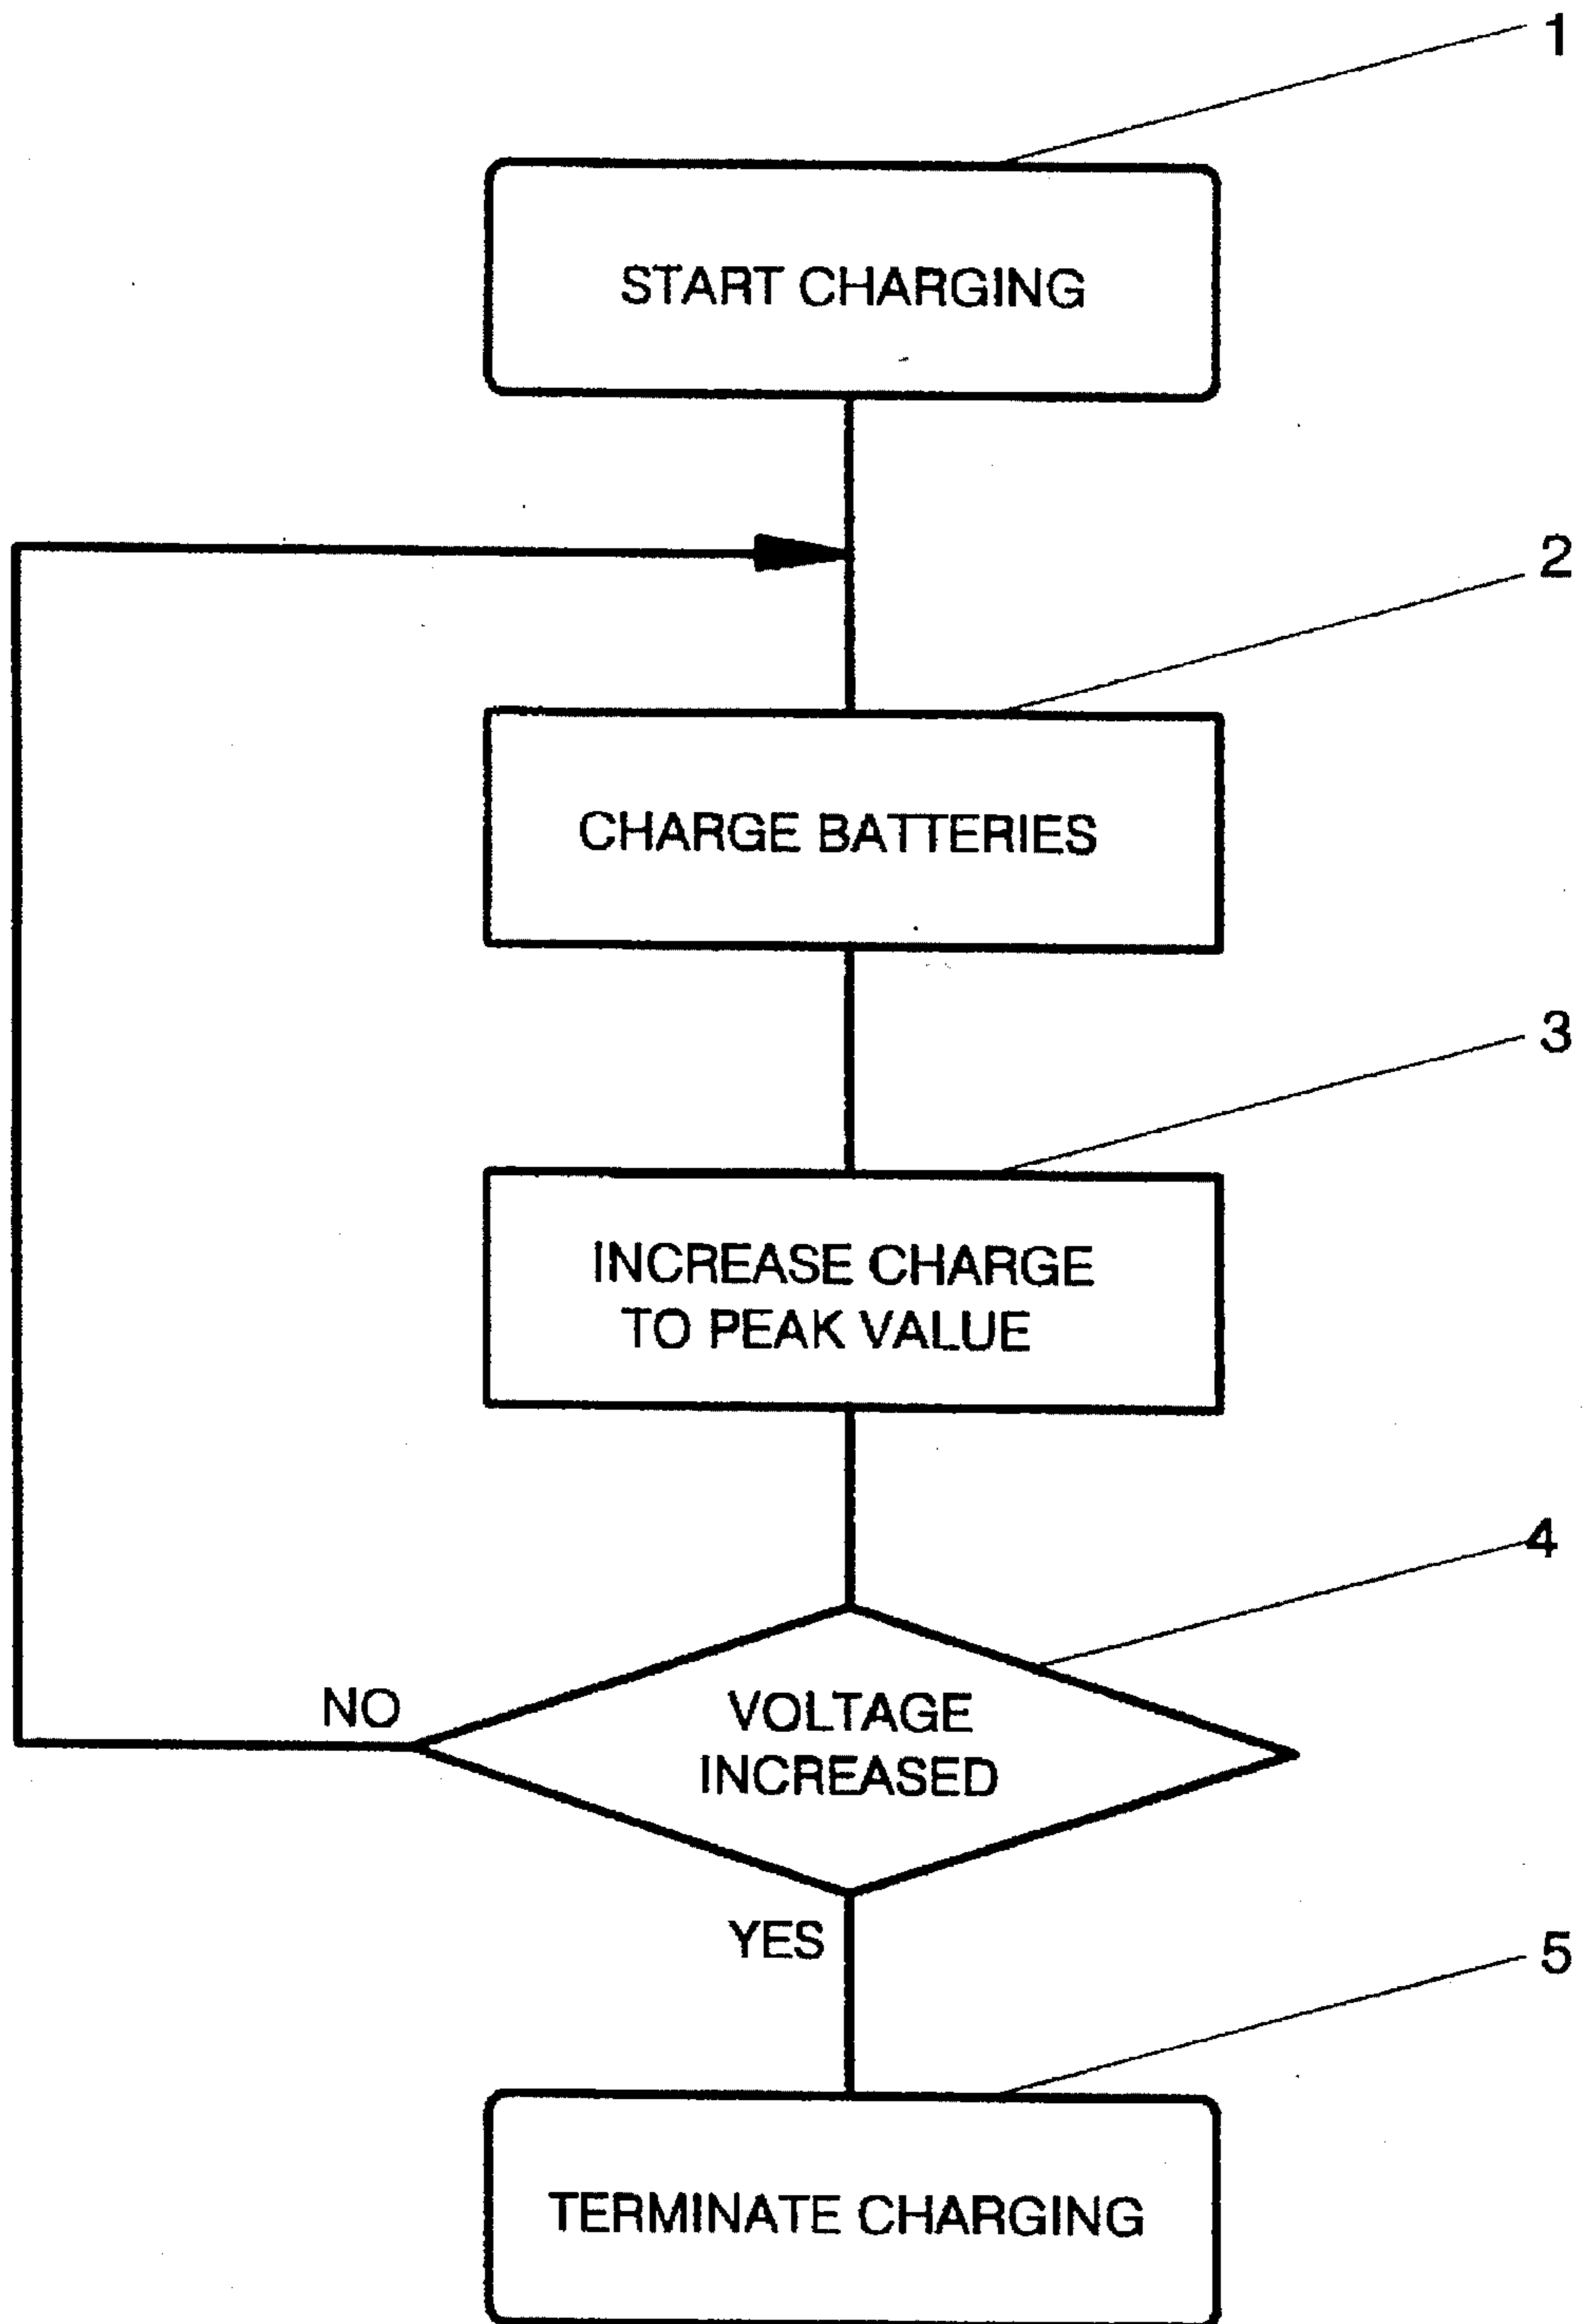 1
START CHARGING
2
CHARGE BATTERIES
3
INCREASE CHARGE
TO PEAK VALUE
4
NO
VOLTAGE
INCREASED
YES
5
TERMINATE CHARGING